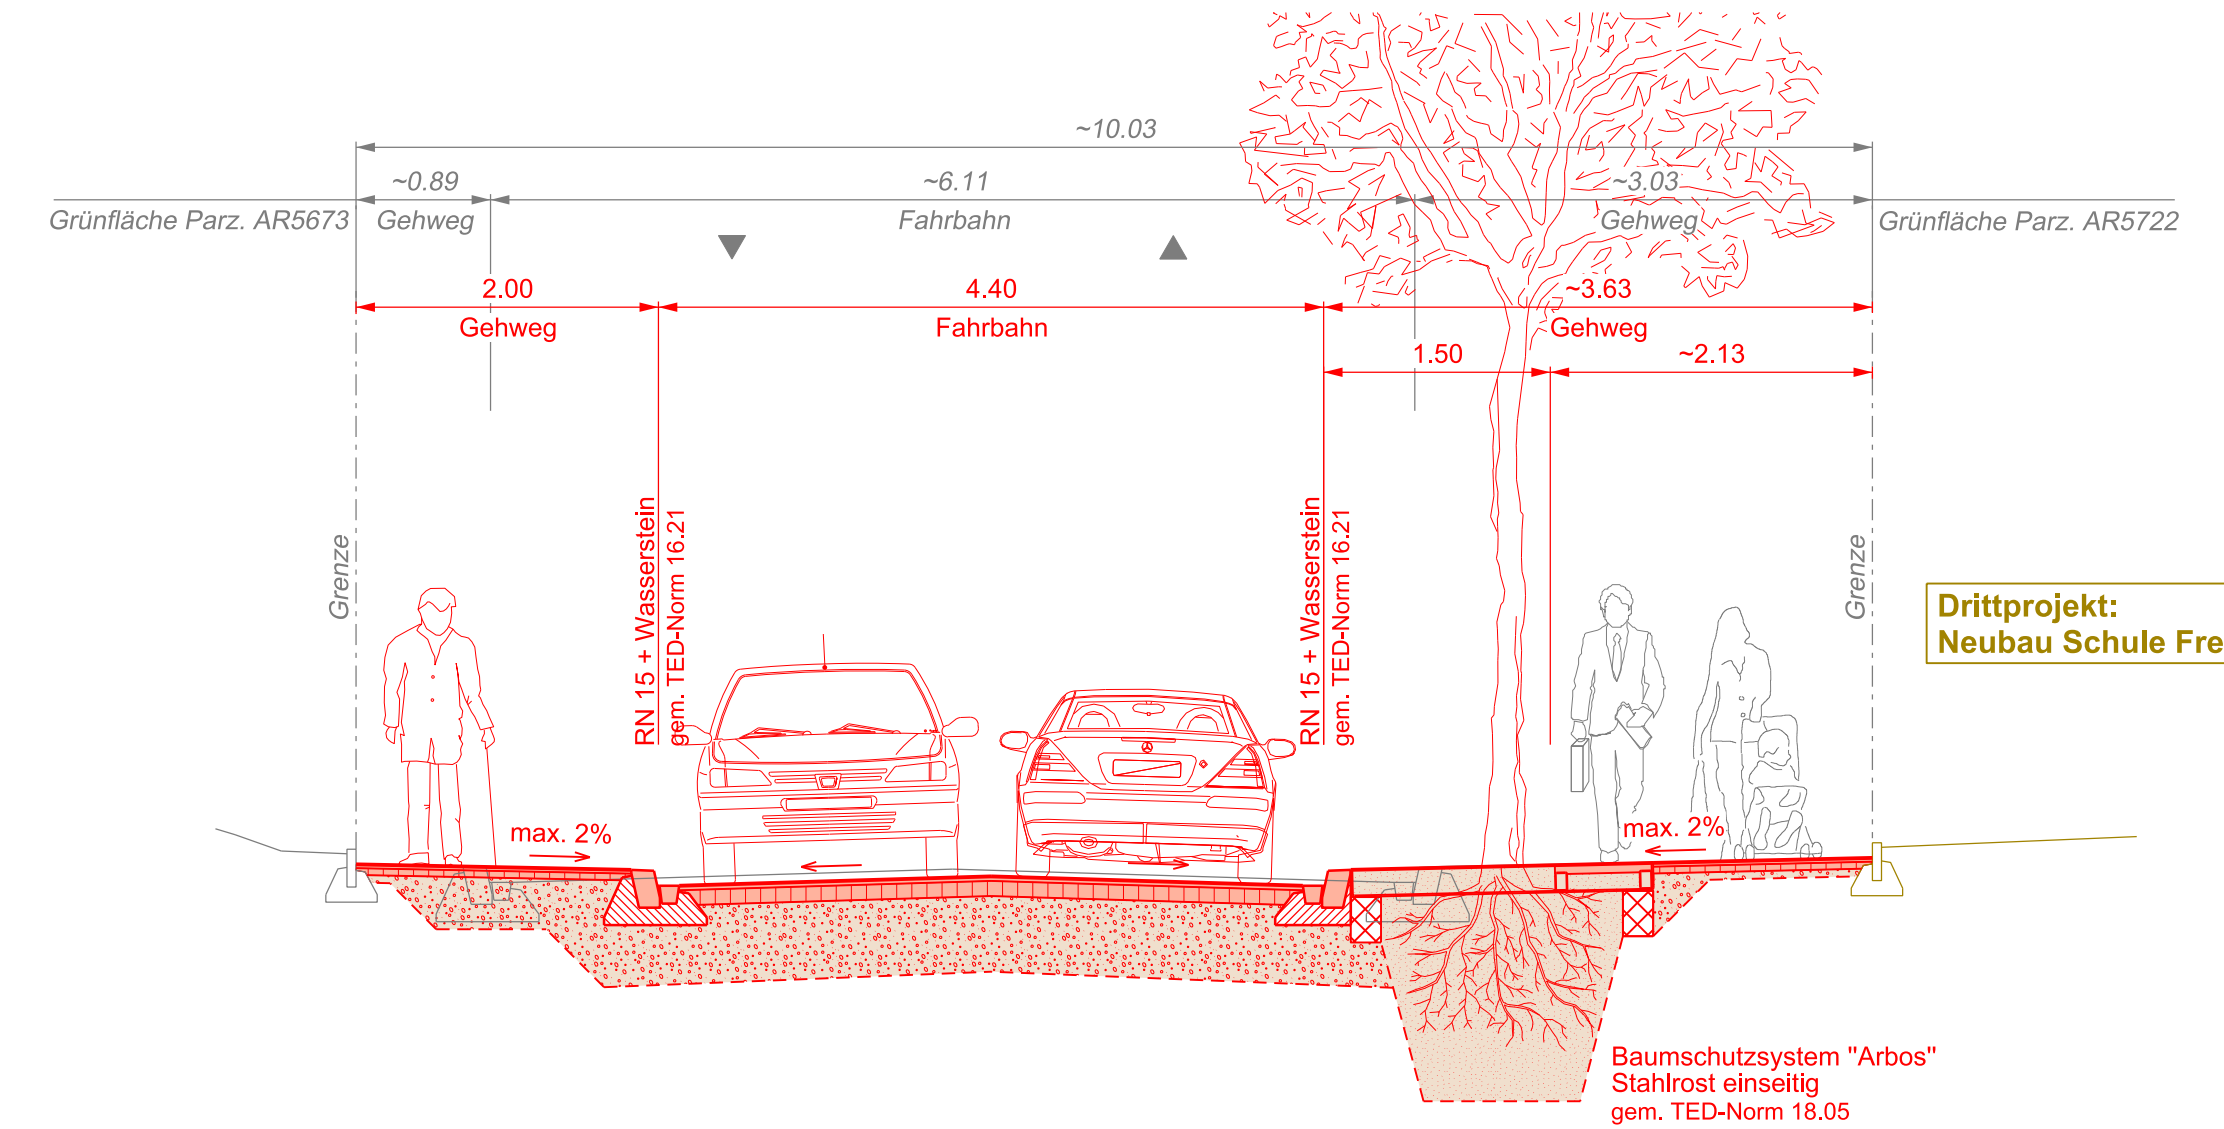 ~10.03
~0.89
~6.11
~3.03
Grünfläche Parz. AR5673
Gehweg
Fahrbahn
Gehweg
Grünfläche Parz. AR5722
2.00
4.40
~3.63
Gehweg
Fahrbahn
Gehweg
1.50
~2.13
Grenze
RN 15 + Wasserstein
gem. TED-Norm 16.21
RN 15 + Wasserstein
gem. TED-Norm 16.21
Grenze
Drittprojekt:
Neubau Schule Fre
max. 2%
max. 2%
Baumschutzsystem "Arbos"
Stahlrost einseitig
gem. TED-Norm 18.05